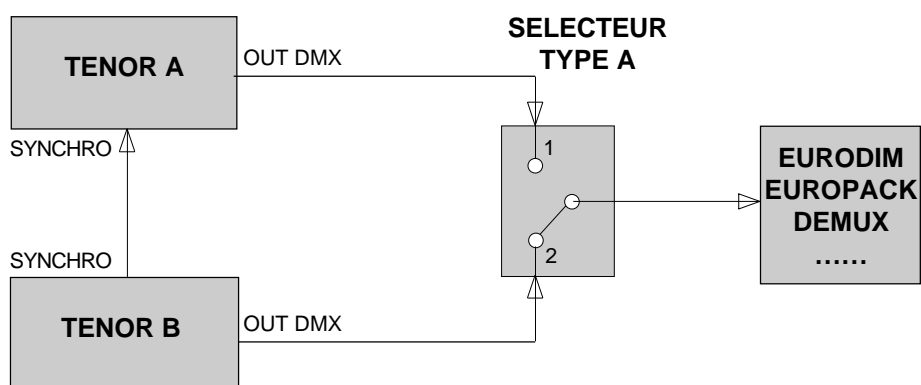 SELECTEUR
TYPE A
TENOR A
OUT DMX
SYNCHRO
1
2
EURODIM
EUROPACK
DEMUX
......
SYNCHRO
TENOR B
OUT DMX